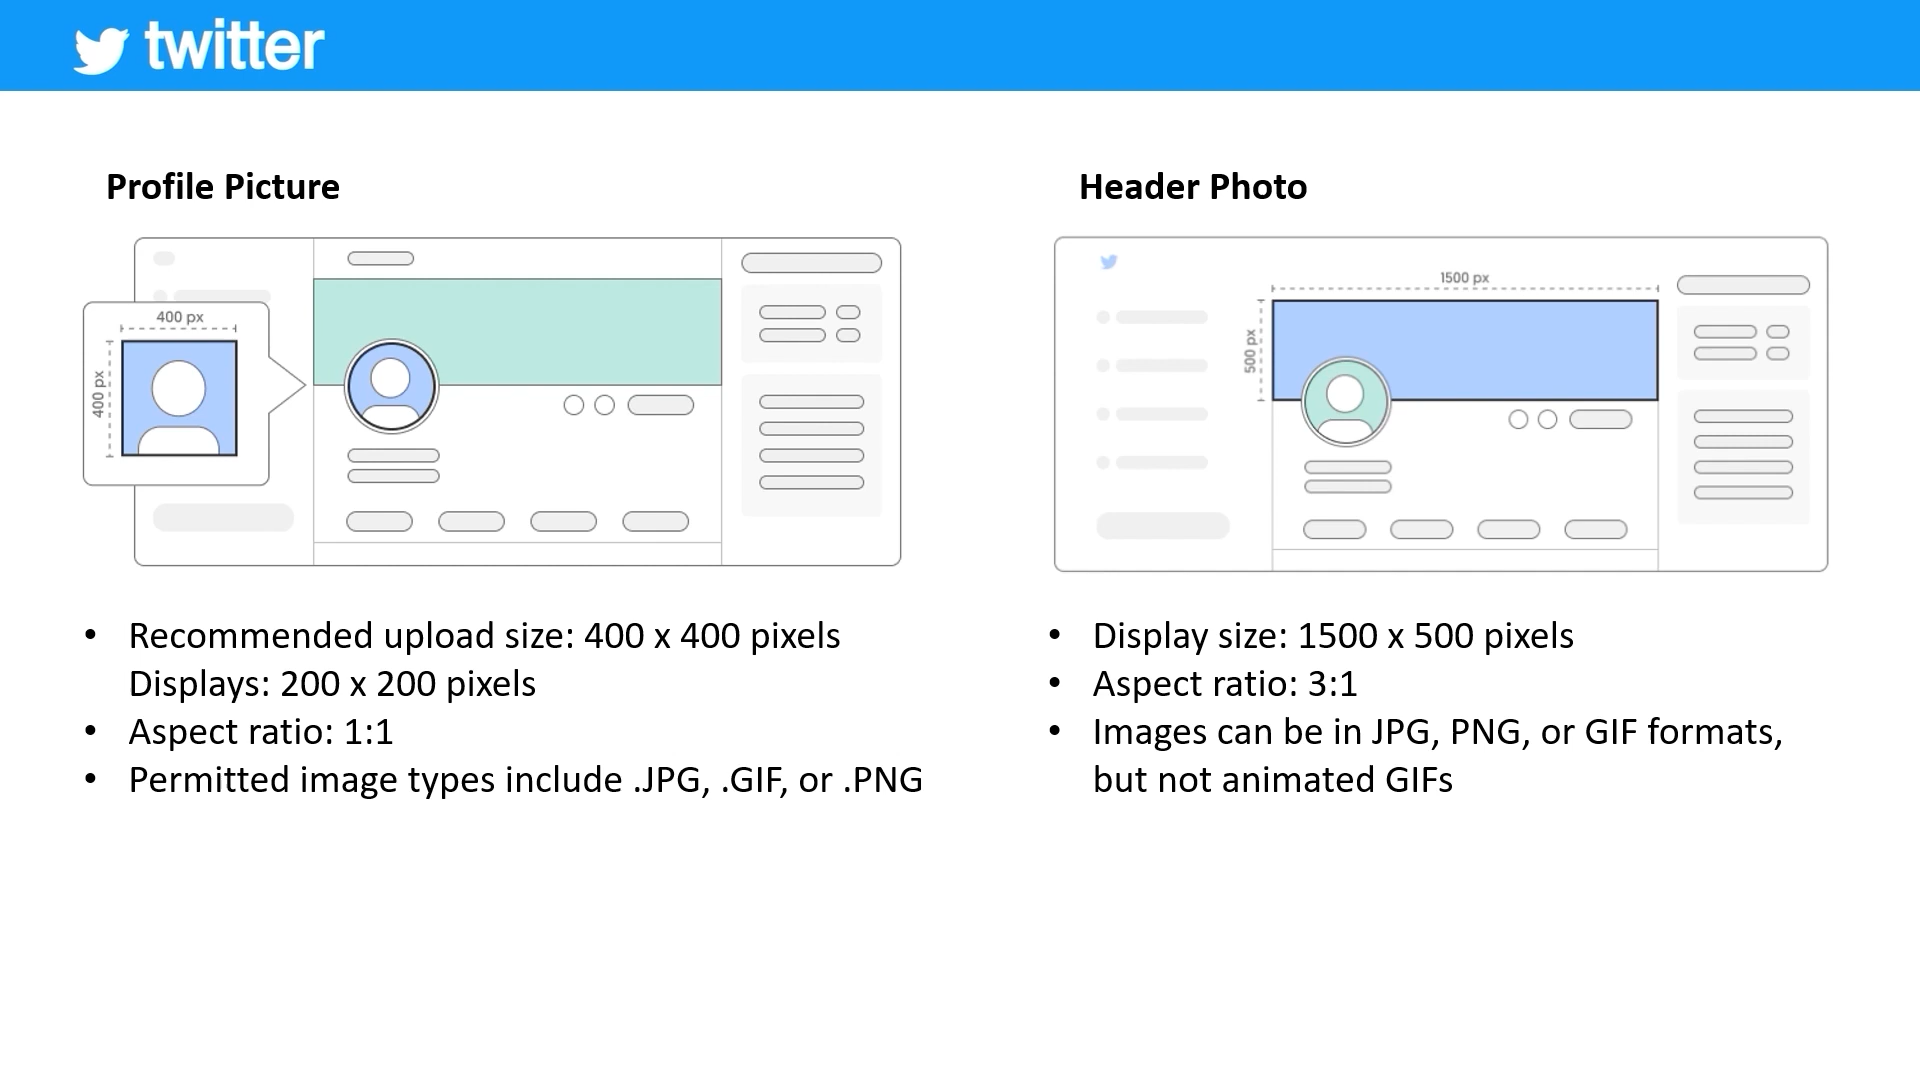 twitter
Profile Picture
400 px
400 px
• Recommended upload size: 400 x 400 pixels
Displays: 200 x 200 pixels
• Aspect ratio: 1:1
• Permitted image types include .JPG, .GIF, or .PNG
Header Photo
1500 px
500 px
• Display size: 1500 x 500 pixels
• Aspect ratio: 3:1
• Images can be in JPG, PNG, or GIF formats,
but not animated GIFs